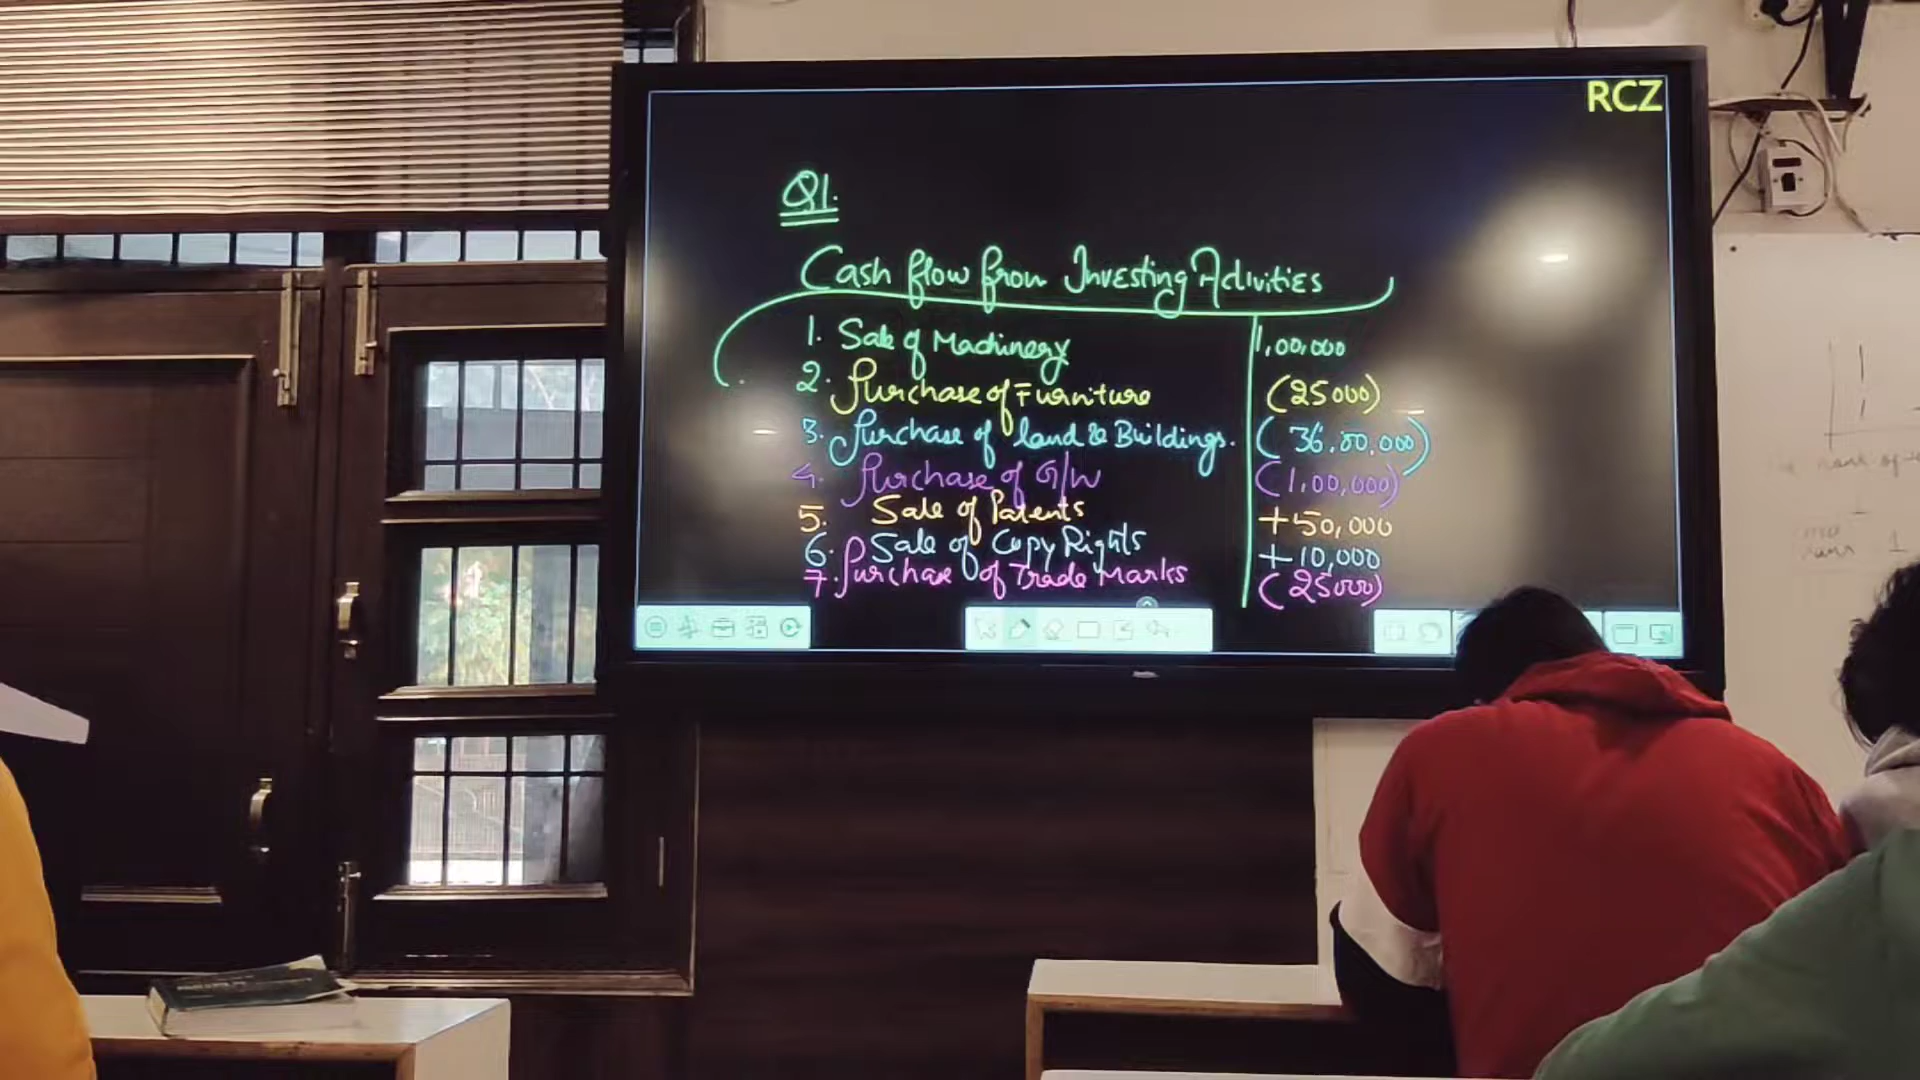 RCZ
Q1.
Cash flow from Investing Activities
1. Sale of Machinery 1,00,000
2. Purchase of Furniture (25000)
3. Purchase of land & Buildings. (36,00,000)
4. Purchase of G/W (1,00,000)
5. Sale of Patents +50,000
6. Sale of Copy Rights +10,000
7. Purchase of Trade Marks (25000)